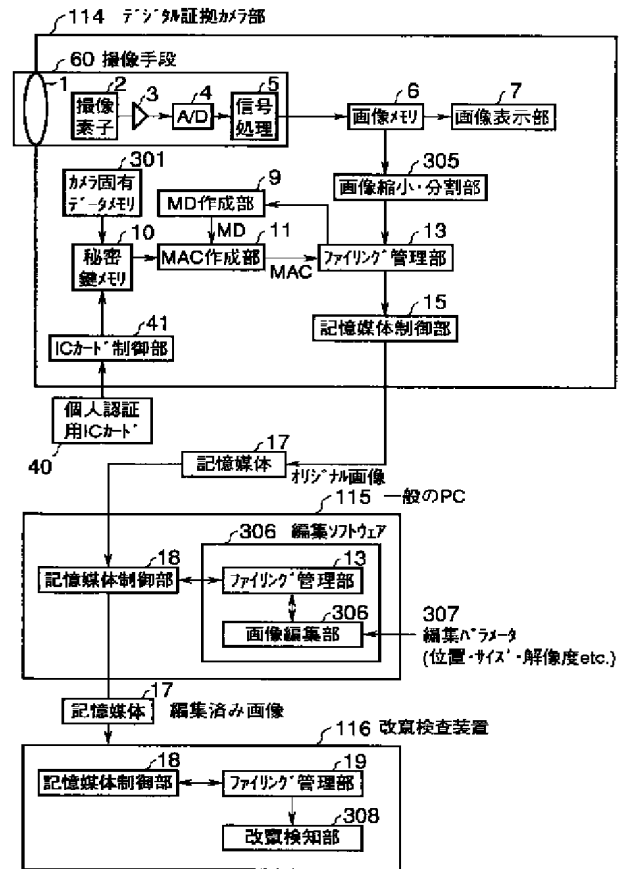 114 デジタル証拠カメラ部
60 撮像手段
1
2
3
4
5
6
7
撮像
素子
A/D
信号
処理
画像メモリ
画像表示部
301
カメラ固有
データメモリ
9
MD作成部
305
画像縮小・分割部
MD
10
秘密
鍵メモリ
11
MAC作成部
MAC
13
ファイリング管理部
41
ICカード制御部
15
記憶媒体制御部
個人認証
用ICカード
40
17
記憶媒体
オリジナル画像
115 一般のPC
306 編集ソフトウェア
18
記憶媒体制御部
13
ファイリング管理部
306
画像編集部
307
編集パラメータ
(位置・サイズ・解像度etc.)
17
記憶媒体
編集済み画像
116 改竄検査装置
18
記憶媒体制御部
19
ファイリング管理部
308
改竄検知部